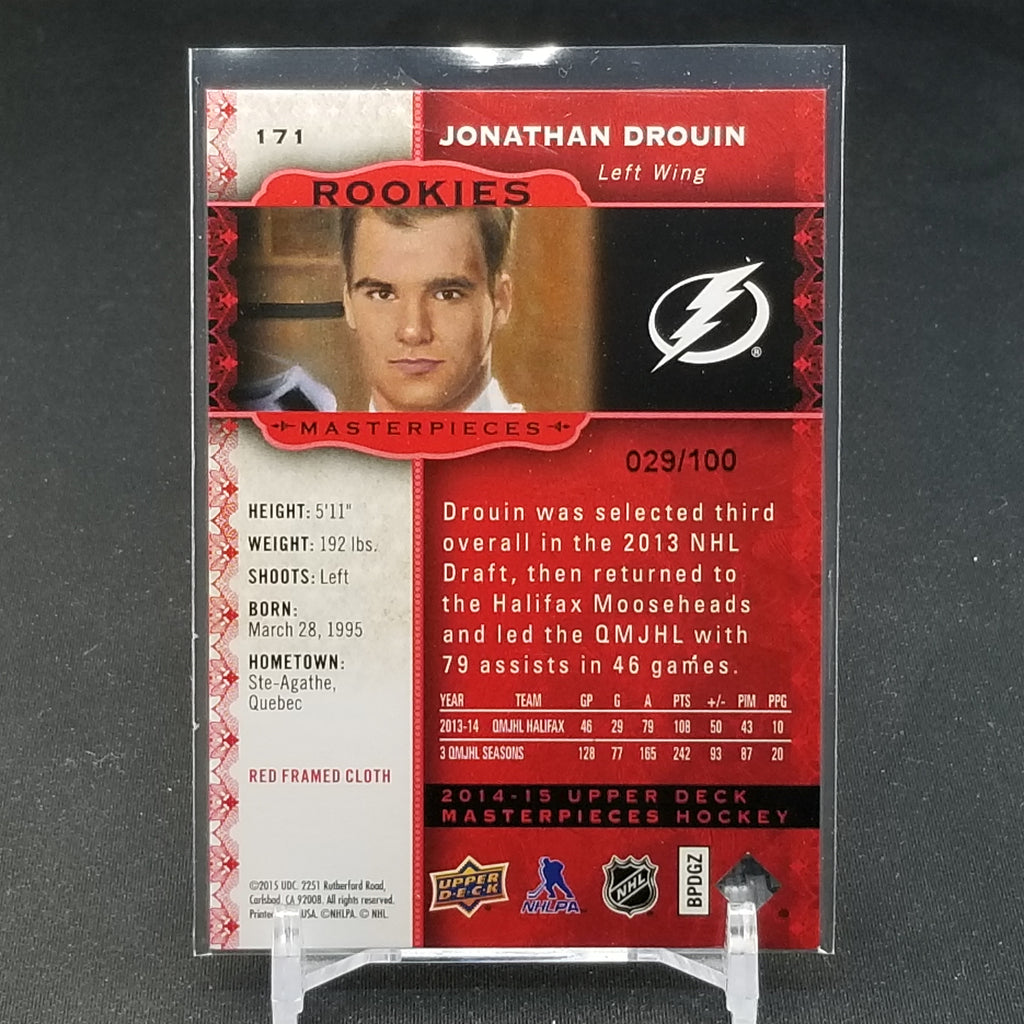 171
JONATHAN DROUIN
Left Wing
ROOKIES
®
MASTERPIECES
029/100
HEIGHT: 5'11"
WEIGHT: 192 lbs.
SHOOTS: Left
BORN:
March 28, 1995
HOMETOWN:
Ste-Agathe,
Quebec
RED FRAMED CLOTH
Drouin was selected third
overall in the 2013 NHL
Draft, then returned to
the Halifax Mooseheads
and led the QMJHL with
79 assists in 46 games.
YEAR TEAM GP G A PTS +/- PIM PPG
2013-14 QMJHL HALIFAX 46 29 79 108 50 43 10
3 QMJHL SEASONS 128 77 165 242 93 87 20
2014-15 UPPER DECK
MASTERPIECES HOCKEY
©2015 UDC. 2251 Rutherford Road,
Carlsbad, CA 92008. All rights reserved.
Printed USA. ©NHLPA. © NHL.
UPPER
DECK
NHLPA
NHL
BPDGZ